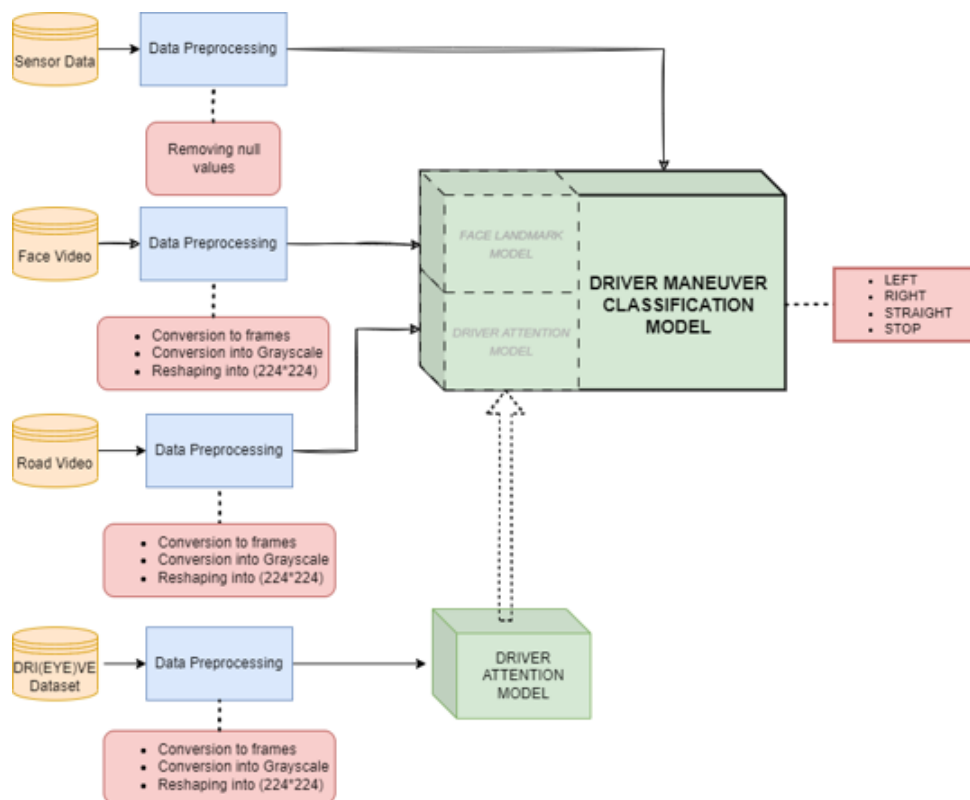 Sensor Data
Data Preprocessing
Removing null
values
Face Video
Data Preprocessing
• Conversion to frames
• Conversion into Grayscale
• Reshaping into (224*224)
FACE LANDMARK
MODEL
DRIVER ATTENTION
MODEL
DRIVER MANEUVER
CLASSIFICATION
MODEL
• LEFT
• RIGHT
• STRAIGHT
• STOP
Road Video
Data Preprocessing
• Conversion to frames
• Conversion into Grayscale
• Reshaping into (224*224)
DRI(EYE)VE
Dataset
Data Preprocessing
• Conversion to frames
• Conversion into Grayscale
• Reshaping into (224*224)
DRIVER
ATTENTION
MODEL